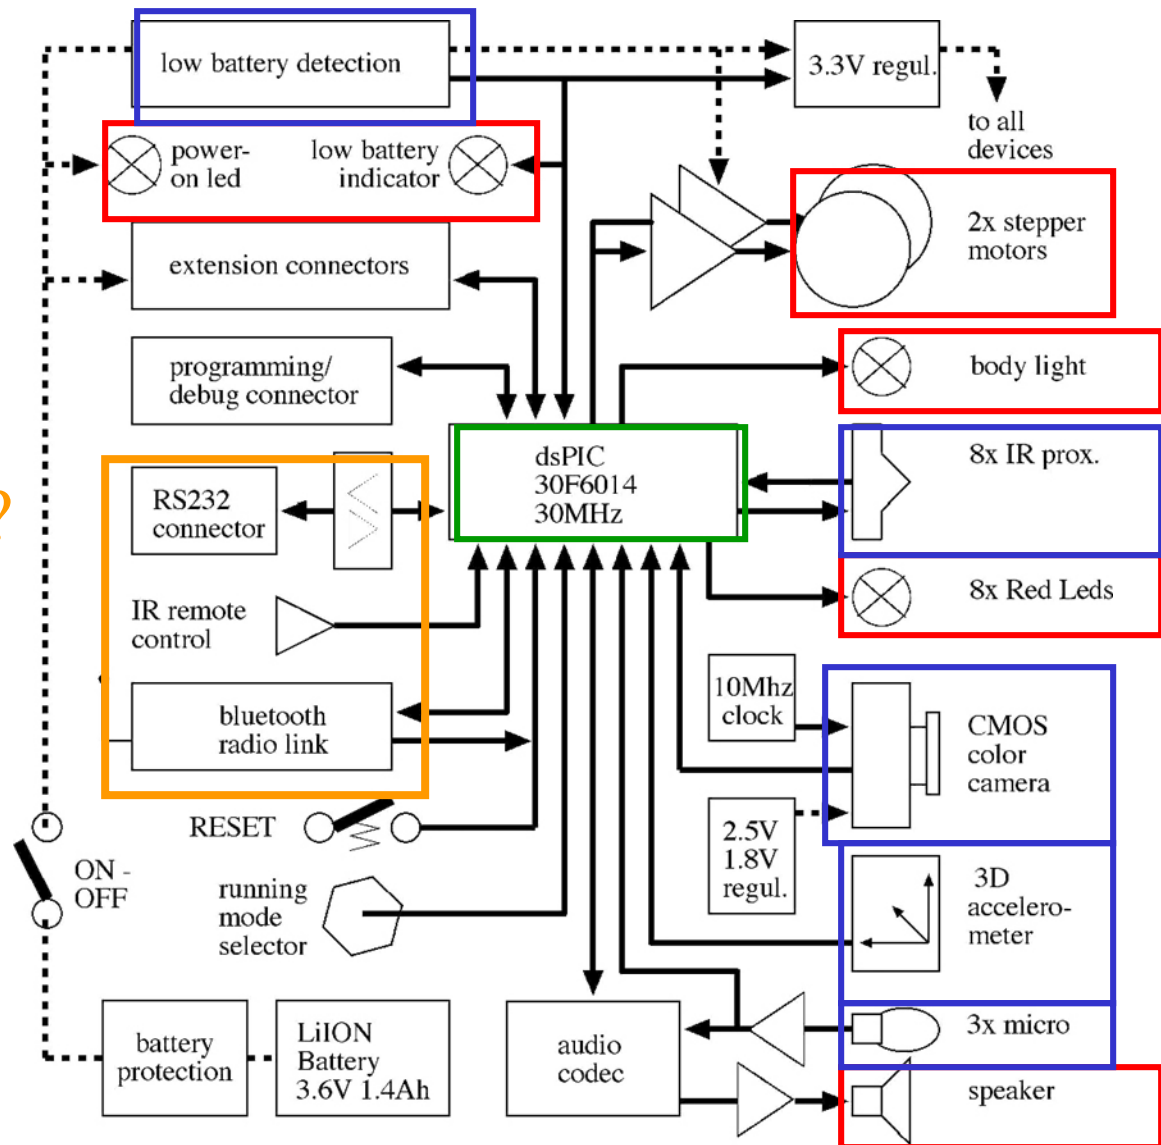 low battery detection
3.3V regul.
to all
devices
power-
on led
low battery
indicator
2x stepper
motors
extension connectors
programming/
debug connector
body light
dsPIC
30F6014
30MHz
8x IR prox.
?
RS232
connector
8x Red Leds
IR remote
control
10Mhz
clock
bluetooth
radio link
CMOS
color
camera
RESET
2.5V
1.8V
regul.
ON -
OFF
running
mode
selector
3D
accelero-
meter
battery
protection
LiION
Battery
3.6V 1.4Ah
audio
codec
3x micro
speaker